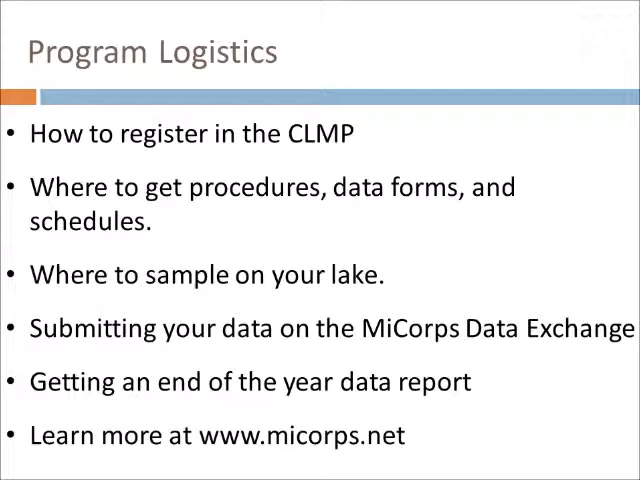 Program Logistics
• How to register in the CLMP
• Where to get procedures, data forms, and
schedules.
• Where to sample on your lake.
• Submitting your data on the MiCorps Data Exchange
• Getting an end of the year data report
• Learn more at www.micorps.net